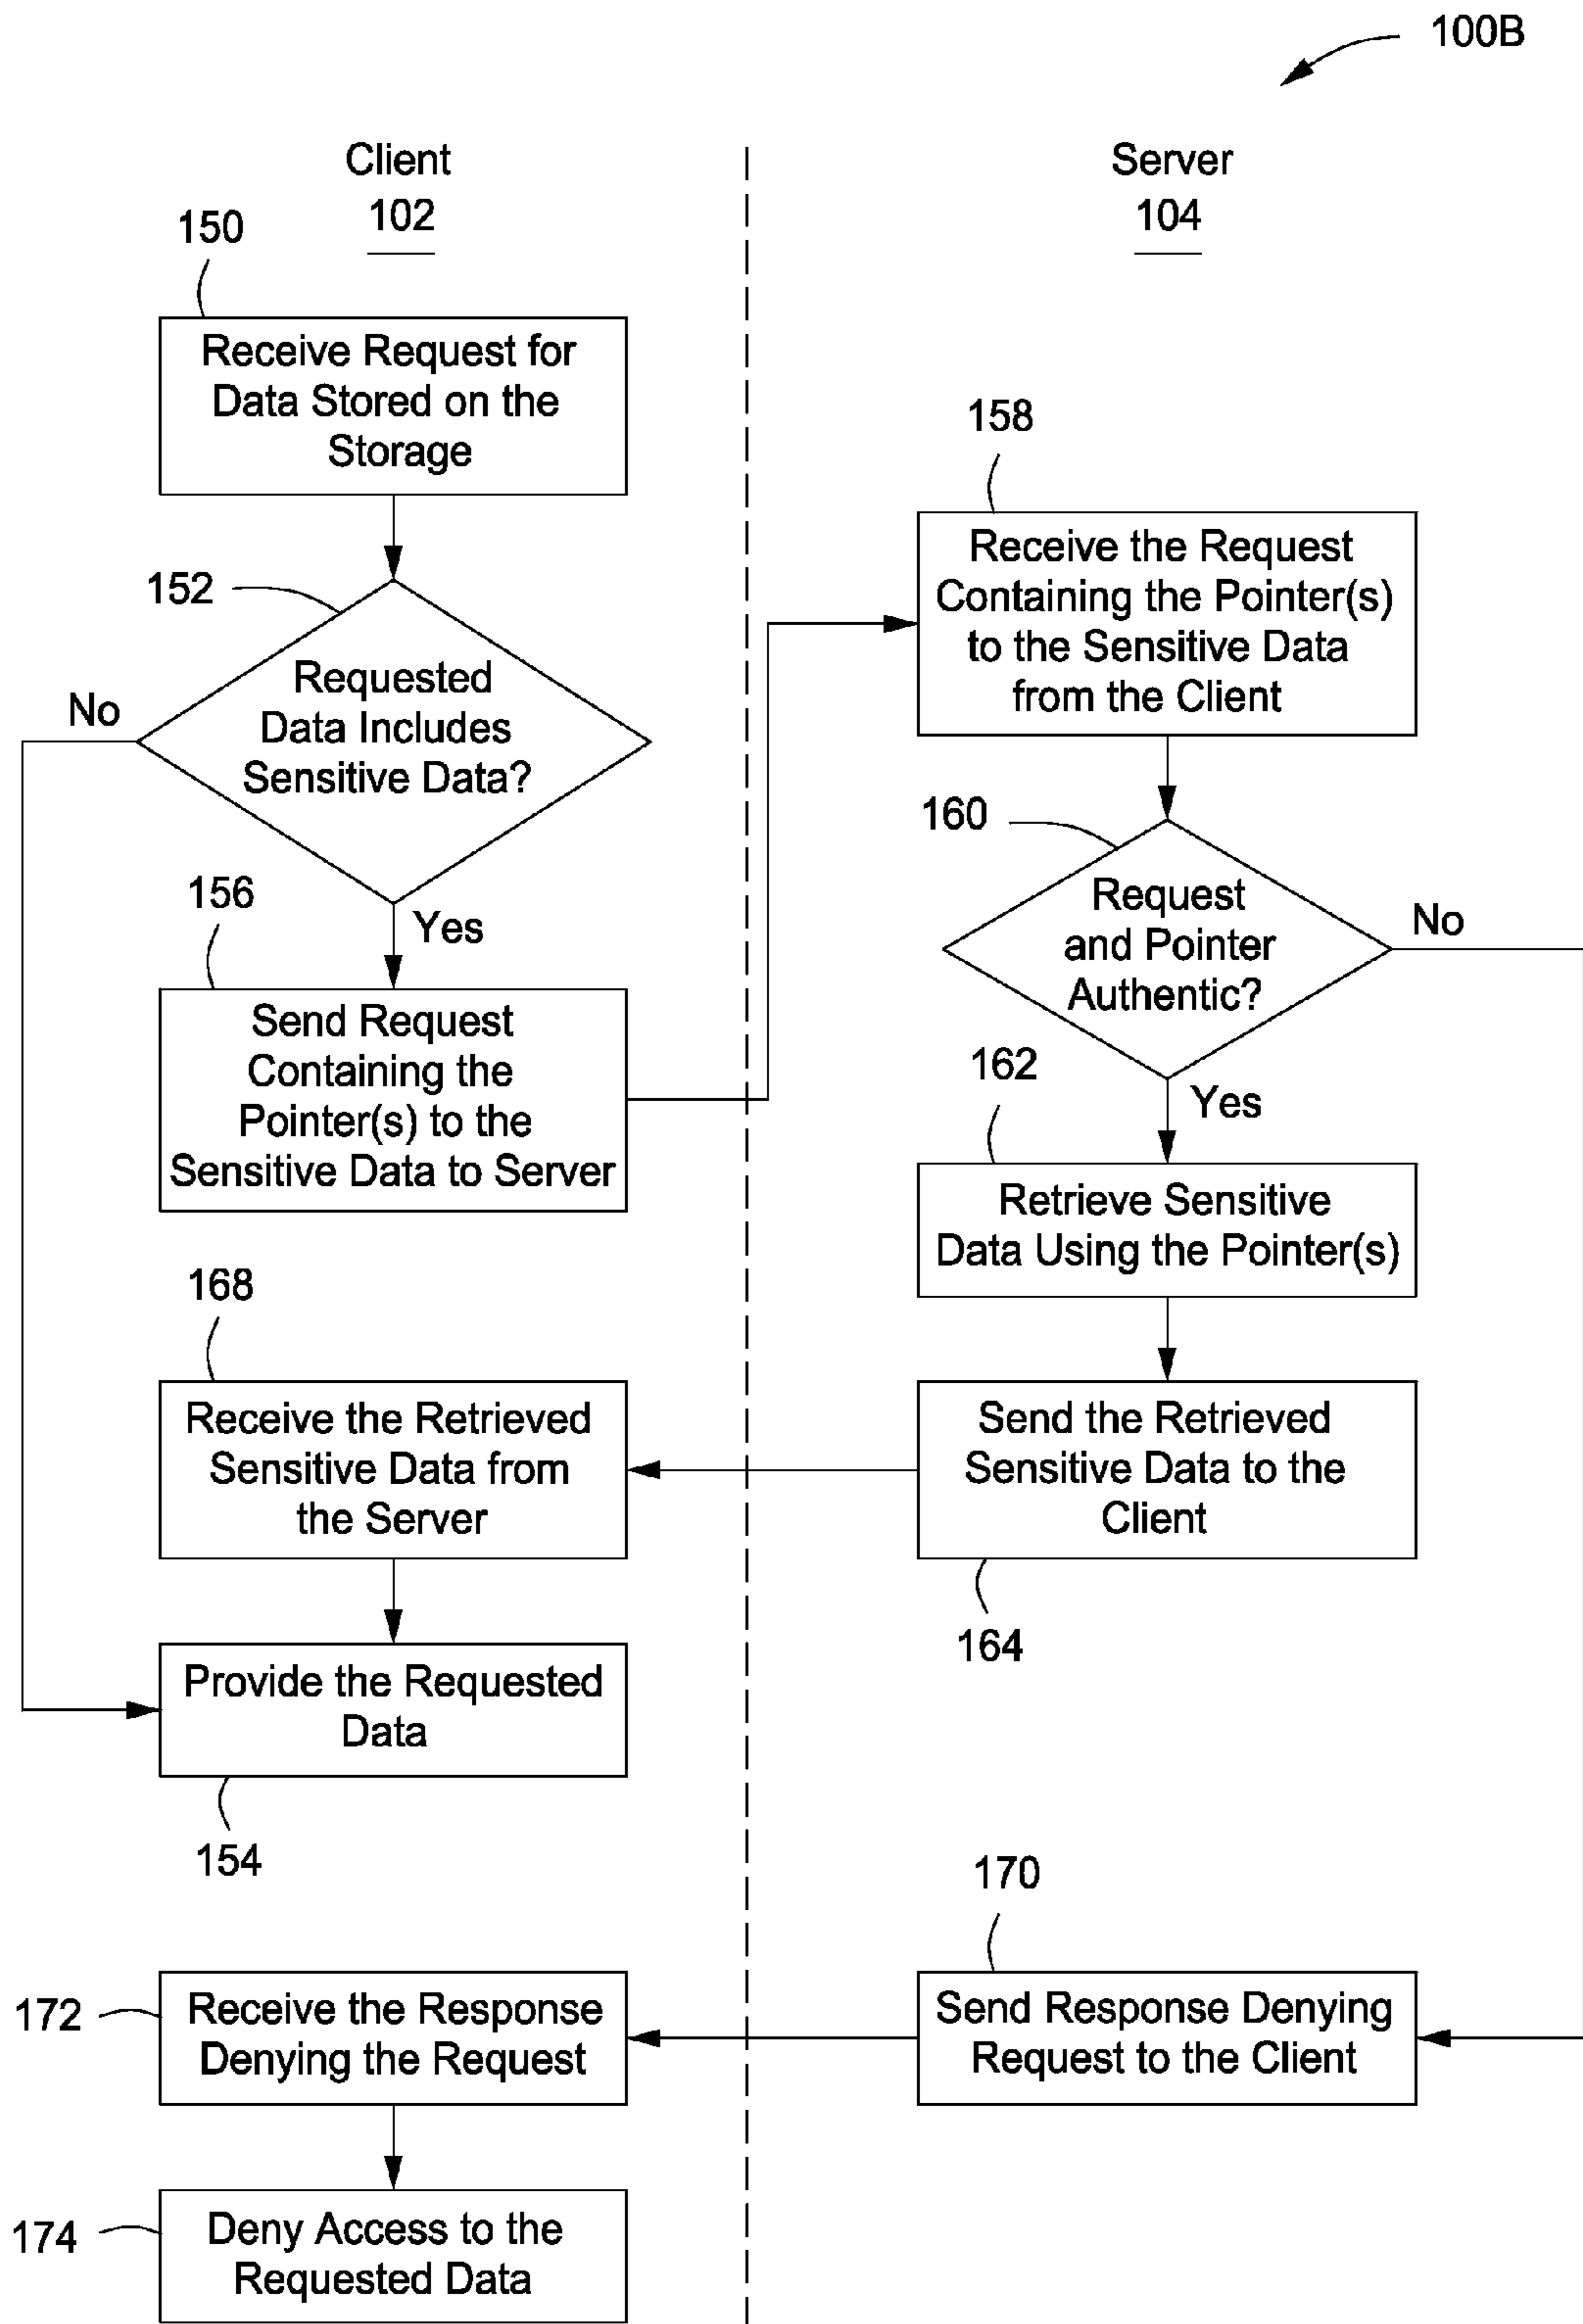 100B
Client
102
Server
104
150
Receive Request for
Data Stored on the
Storage
152
Requested
Data Includes
Sensitive Data?
No
Yes
156
Send Request
Containing the
Pointer(s) to the
Sensitive Data to Server
158
Receive the Request
Containing the Pointer(s)
to the Sensitive Data
from the Client
160
Request
and Pointer
Authentic?
No
Yes
162
Retrieve Sensitive
Data Using the Pointer(s)
168
Receive the Retrieved
Sensitive Data from
the Server
Send the Retrieved
Sensitive Data to the
Client
164
Provide the Requested
Data
154
170
Send Response Denying
Request to the Client
172
Receive the Response
Denying the Request
174
Deny Access to the
Requested Data